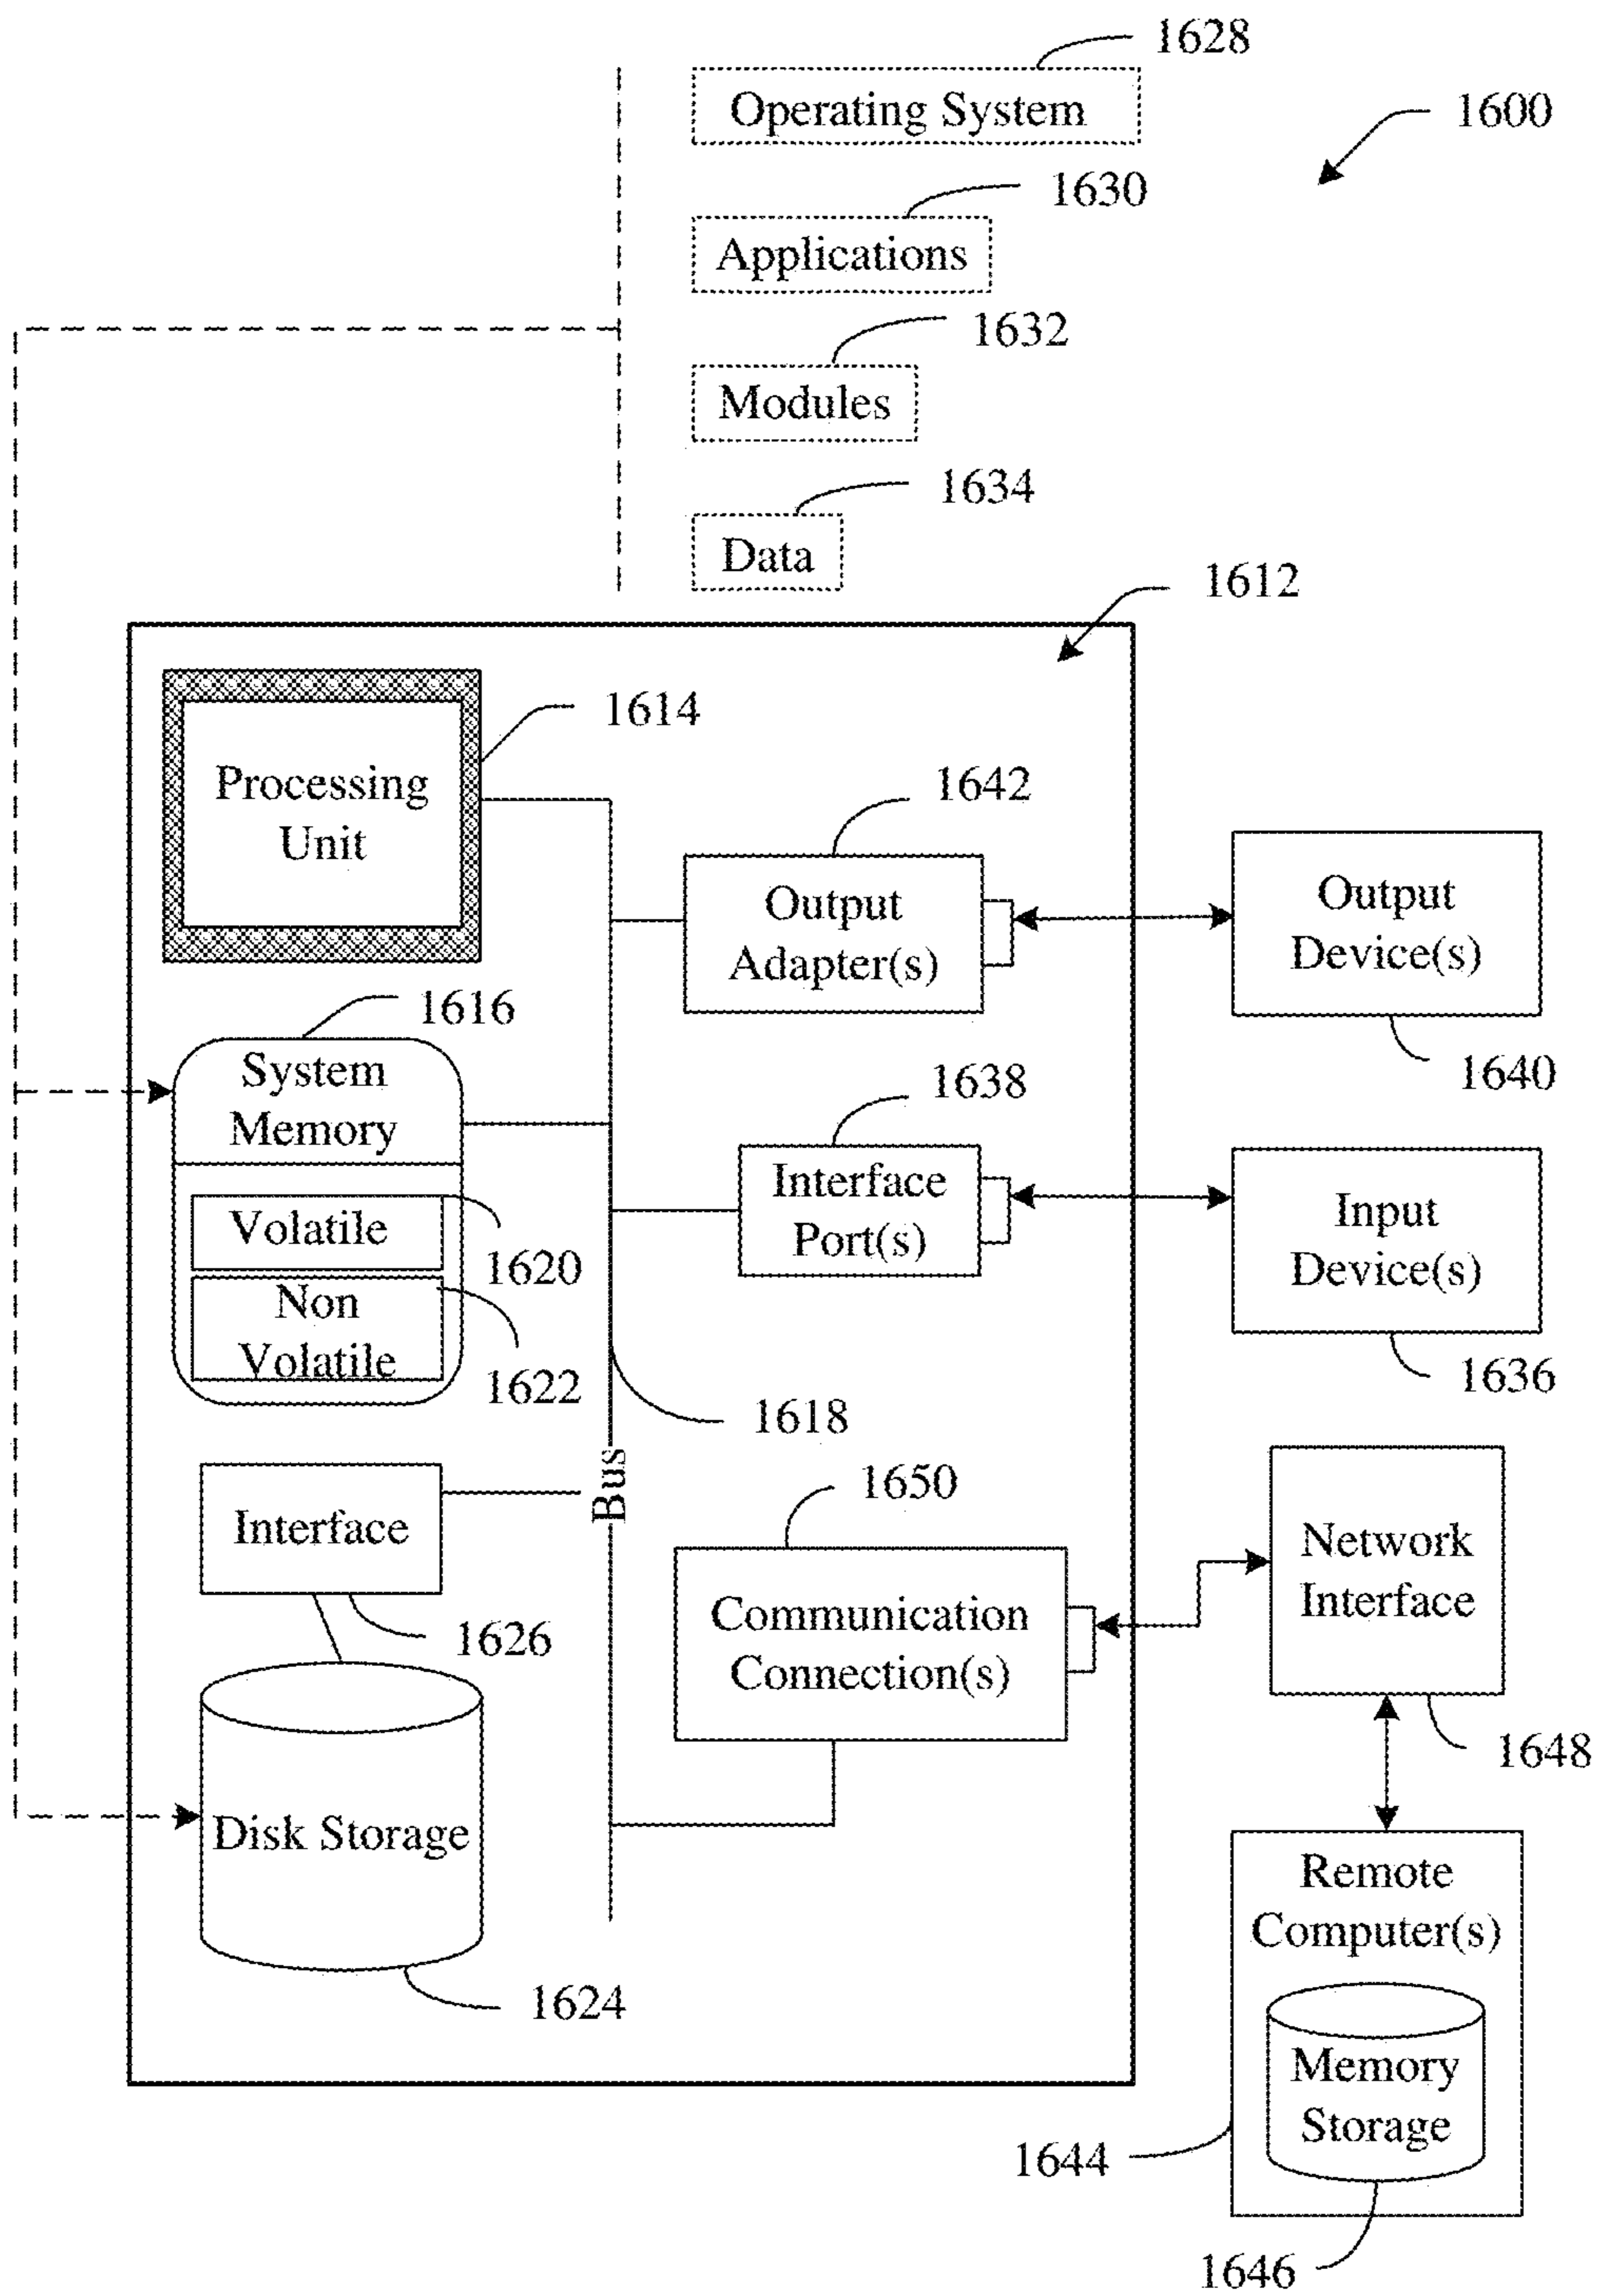 1628
Operating System
1600
1630
Applications
1632
Modules
1634
Data
1612
1614
Processing
Unit
1642
Output
Adapter(s)
Output
Device(s)
1640
1616
System
Memory
1638
Interface
Port(s)
Input
Device(s)
1636
Volatile
1620
Non
Volatile
1622
1618
Bus
Interface
1626
1650
Communication
Connection(s)
Network
Interface
1648
Disk Storage
1624
Remote
Computer(s)
Memory
Storage
1644
1646